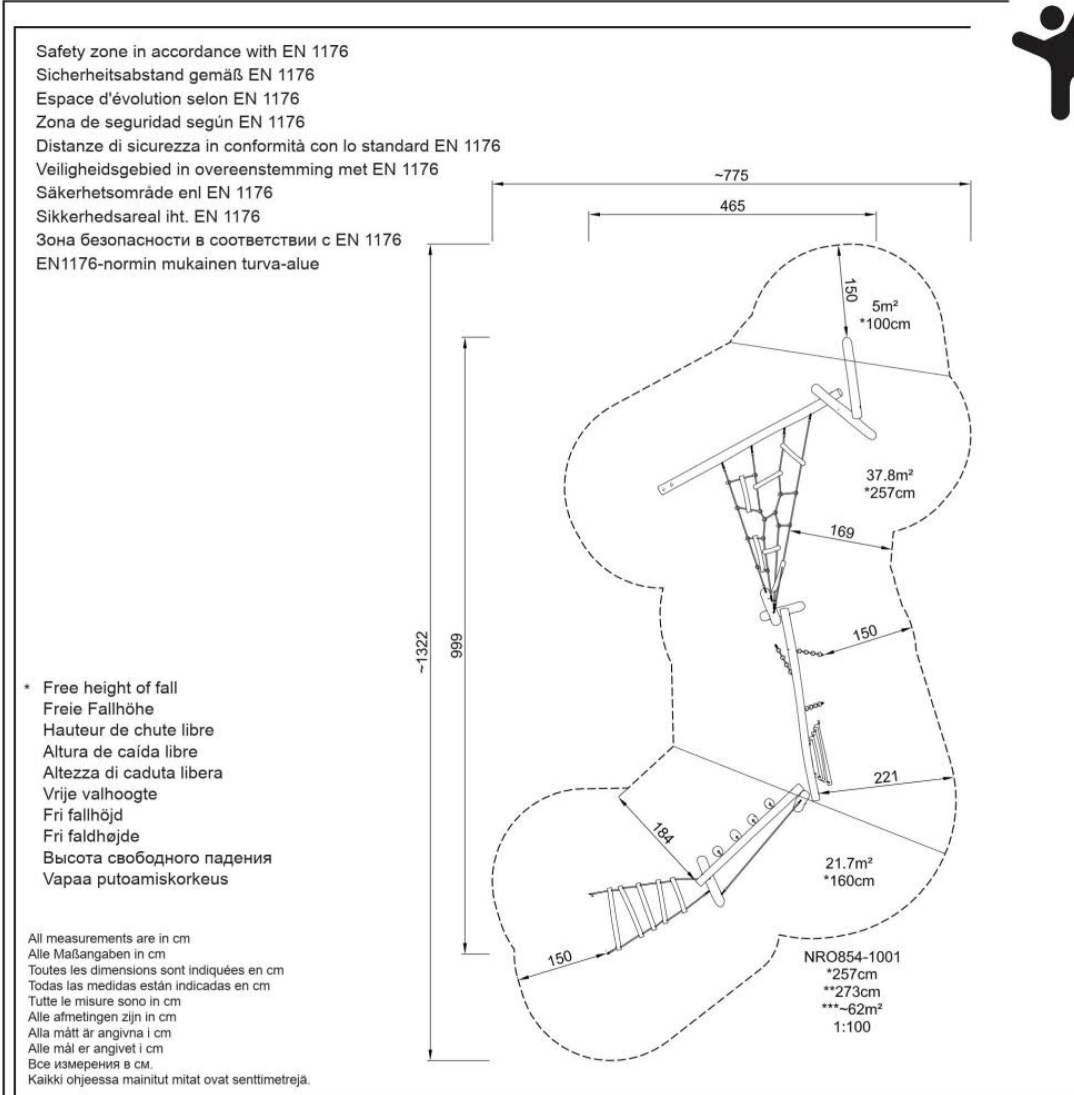 Safety zone in accordance with EN 1176
Sicherheitsabstand gemäß EN 1176
Espace d'évolution selon EN 1176
Zona de seguridad según EN 1176
Distanze di sicurezza in conformità con lo standard EN 1176
Veiligheidsgebied in overeenstemming met EN 1176
Säkerhetsområde enl EN 1176
Sikkerhedsareal iht. EN 1176
Зона безопасности в соответствии с EN 1176
EN1176-normin mukainen turva-alue
~775
465
150
5m²
*100cm
37.8m²
*257cm
169
~1322
999
150
221
184
21.7m²
*160cm
150
* Free height of fall
Freie Fallhöhe
Hauteur de chute libre
Altura de caída libre
Altezza di caduta libera
Vrije valhoogte
Fri fallhöjd
Fri faldhøjde
Высота свободного падения
Vapaa putoamiskorkeus
All measurements are in cm
Alle Maßangaben in cm
Toutes les dimensions sont indiquées en cm
Todas las medidas están indicadas en cm
Tutte le misure sono in cm
Alle afmetingen zijn in cm
Alla mått är angivna i cm
Alle mål er angivet i cm
Все измерения в см.
Kaikki ohjeessa mainitut mitat ovat senttimetrejä.
NRO854-1001
*257cm
**273cm
***~62m²
1:100